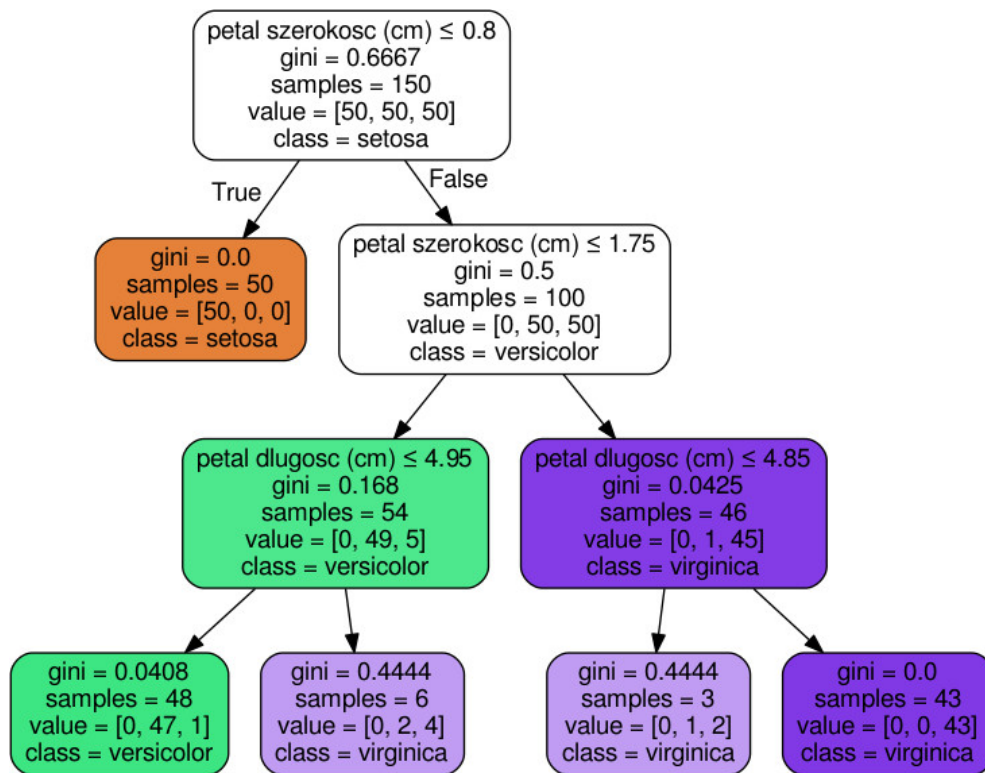 petal szerokosc (cm) ≤ 0.8
gini = 0.6667
samples = 150
value = [50, 50, 50]
class = setosa
True
False
gini = 0.0
samples = 50
value = [50, 0, 0]
class = setosa
petal szerokosc (cm) ≤ 1.75
gini = 0.5
samples = 100
value = [0, 50, 50]
class = versicolor
petal dlugosc (cm) ≤ 4.95
gini = 0.168
samples = 54
value = [0, 49, 5]
class = versicolor
petal dlugosc (cm) ≤ 4.85
gini = 0.0425
samples = 46
value = [0, 1, 45]
class = virginica
gini = 0.0408
samples = 48
value = [0, 47, 1]
class = versicolor
gini = 0.4444
samples = 6
value = [0, 2, 4]
class = virginica
gini = 0.4444
samples = 3
value = [0, 1, 2]
class = virginica
gini = 0.0
samples = 43
value = [0, 0, 43]
class = virginica